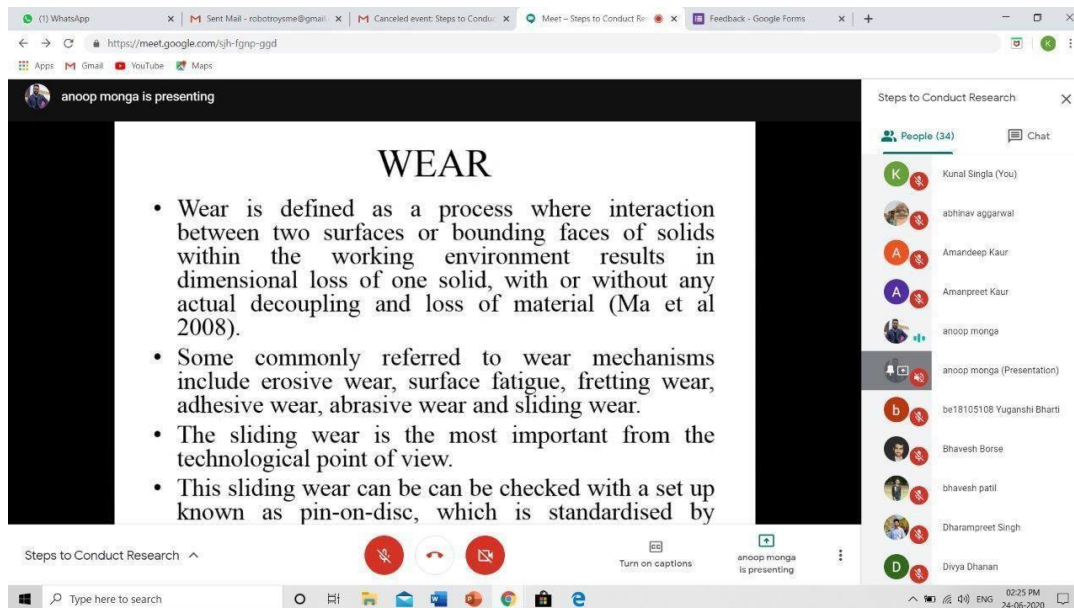 (1) WhatsApp
Sent Mail - robotroysme@gmail
Canceled event: Steps to Conduc
Meet – Steps to Conduct Re
Feedback - Google Forms
https://meet.google.com/sjh-fgnp-ggd
K
Apps Gmail YouTube Maps
anoop monga is presenting
WEAR
• Wear is defined as a process where interaction
between two surfaces or bounding faces of solids
within the working environment results in
dimensional loss of one solid, with or without any
actual decoupling and loss of material (Ma et al
2008).
• Some commonly referred to wear mechanisms
include erosive wear, surface fatigue, fretting wear,
adhesive wear, abrasive wear and sliding wear.
• The sliding wear is the most important from the
technological point of view.
• This sliding wear can be can be checked with a set up
known as pin-on-disc, which is standardised by
Steps to Conduct Research
People (34) Chat
K Kunal Singla (You)
abhinav aggarwal
A Amandeep Kaur
A Amanpreet Kaur
anoop monga
anoop monga (Presentation)
b be18105108 Yuganshi Bharti
Bhavesh Borse
bhavesh patil
Dharampreet Singh
D Divya Dhanan
Steps to Conduct Research
CC
Turn on captions
anoop monga
is presenting
Type here to search
ENG
02:25 PM
24-06-2020